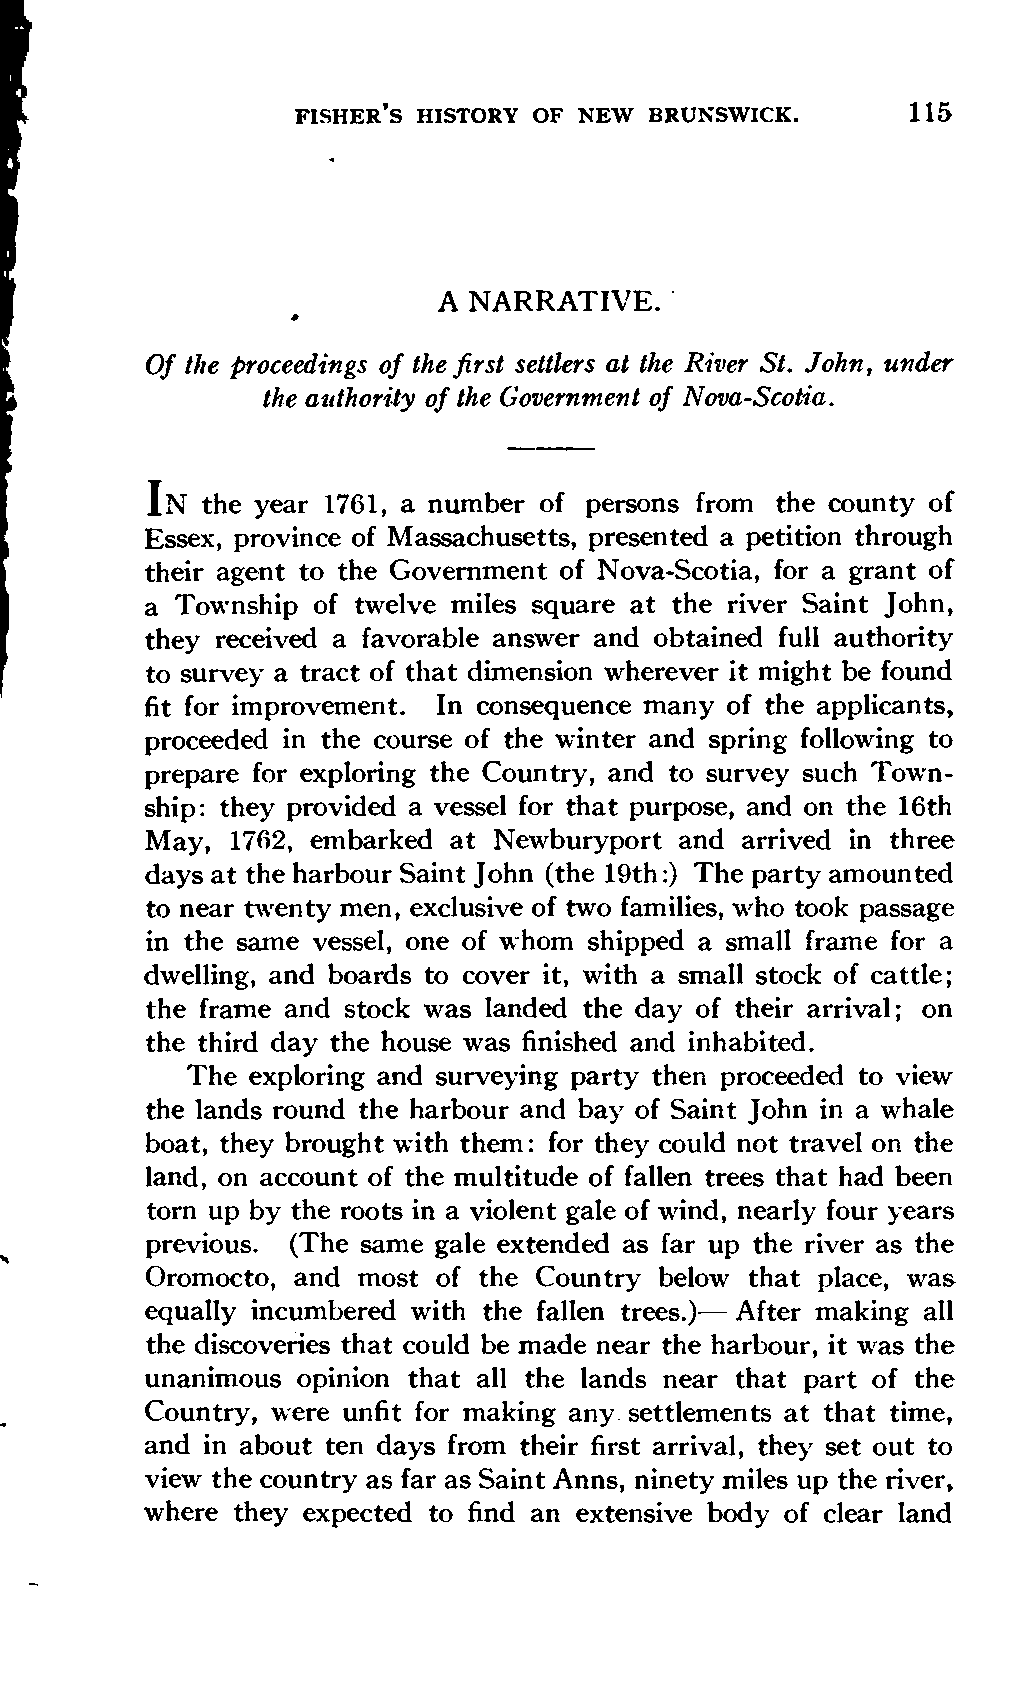 FISHER'S HISTORY OF NEW BRUNSWICK. 115
A NARRATIVE.
Of the proceedings of the first settlers at the River St. John, under
the authority of the Government of Nova-Scotia.
IN the year 1761, a number of persons from the county of
Essex, province of Massachusetts, presented a petition through
their agent to the Government of Nova-Scotia, for a grant of
a Township of twelve miles square at the river Saint John,
they received a favorable answer and obtained full authority
to survey a tract of that dimension wherever it might be found
fit for improvement. In consequence many of the applicants,
proceeded in the course of the winter and spring following to
prepare for exploring the Country, and to survey such Town-
ship: they provided a vessel for that purpose, and on the 16th
May, 1762, embarked at Newburyport and arrived in three
days at the harbour Saint John (the 19th:) The party amounted
to near twenty men, exclusive of two families, who took passage
in the same vessel, one of whom shipped a small frame for a
dwelling, and boards to cover it, with a small stock of cattle;
the frame and stock was landed the day of their arrival; on
the third day the house was finished and inhabited.
The exploring and surveying party then proceeded to view
the lands round the harbour and bay of Saint John in a whale
boat, they brought with them: for they could not travel on the
land, on account of the multitude of fallen trees that had been
torn up by the roots in a violent gale of wind, nearly four years
previous. (The same gale extended as far up the river as the
Oromocto, and most of the Country below that place, was
equally incumbered with the fallen trees.)— After making all
the discoveries that could be made near the harbour, it was the
unanimous opinion that all the lands near that part of the
Country, were unfit for making any settlements at that time,
and in about ten days from their first arrival, they set out to
view the country as far as Saint Anns, ninety miles up the river,
where they expected to find an extensive body of clear land